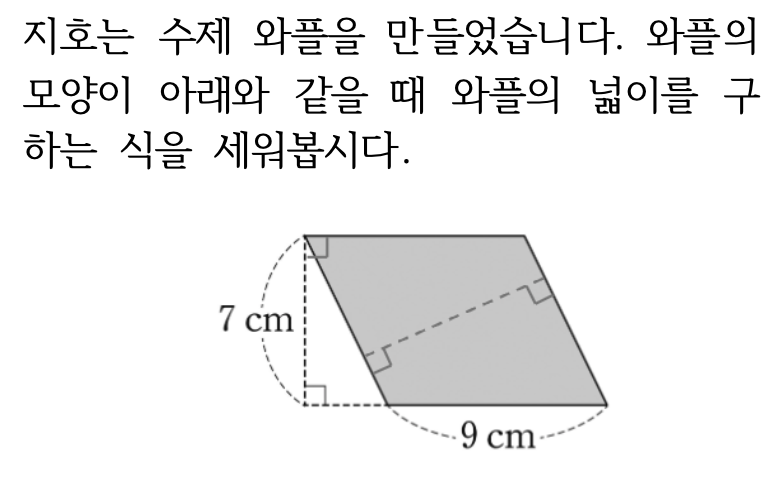 지호는 수제 와플을 만들었습니다. 와플의
모양이 아래와 같을 때 와플의 넓이를 구
하는 식을 세워봅시다.
7 cm
9 cm